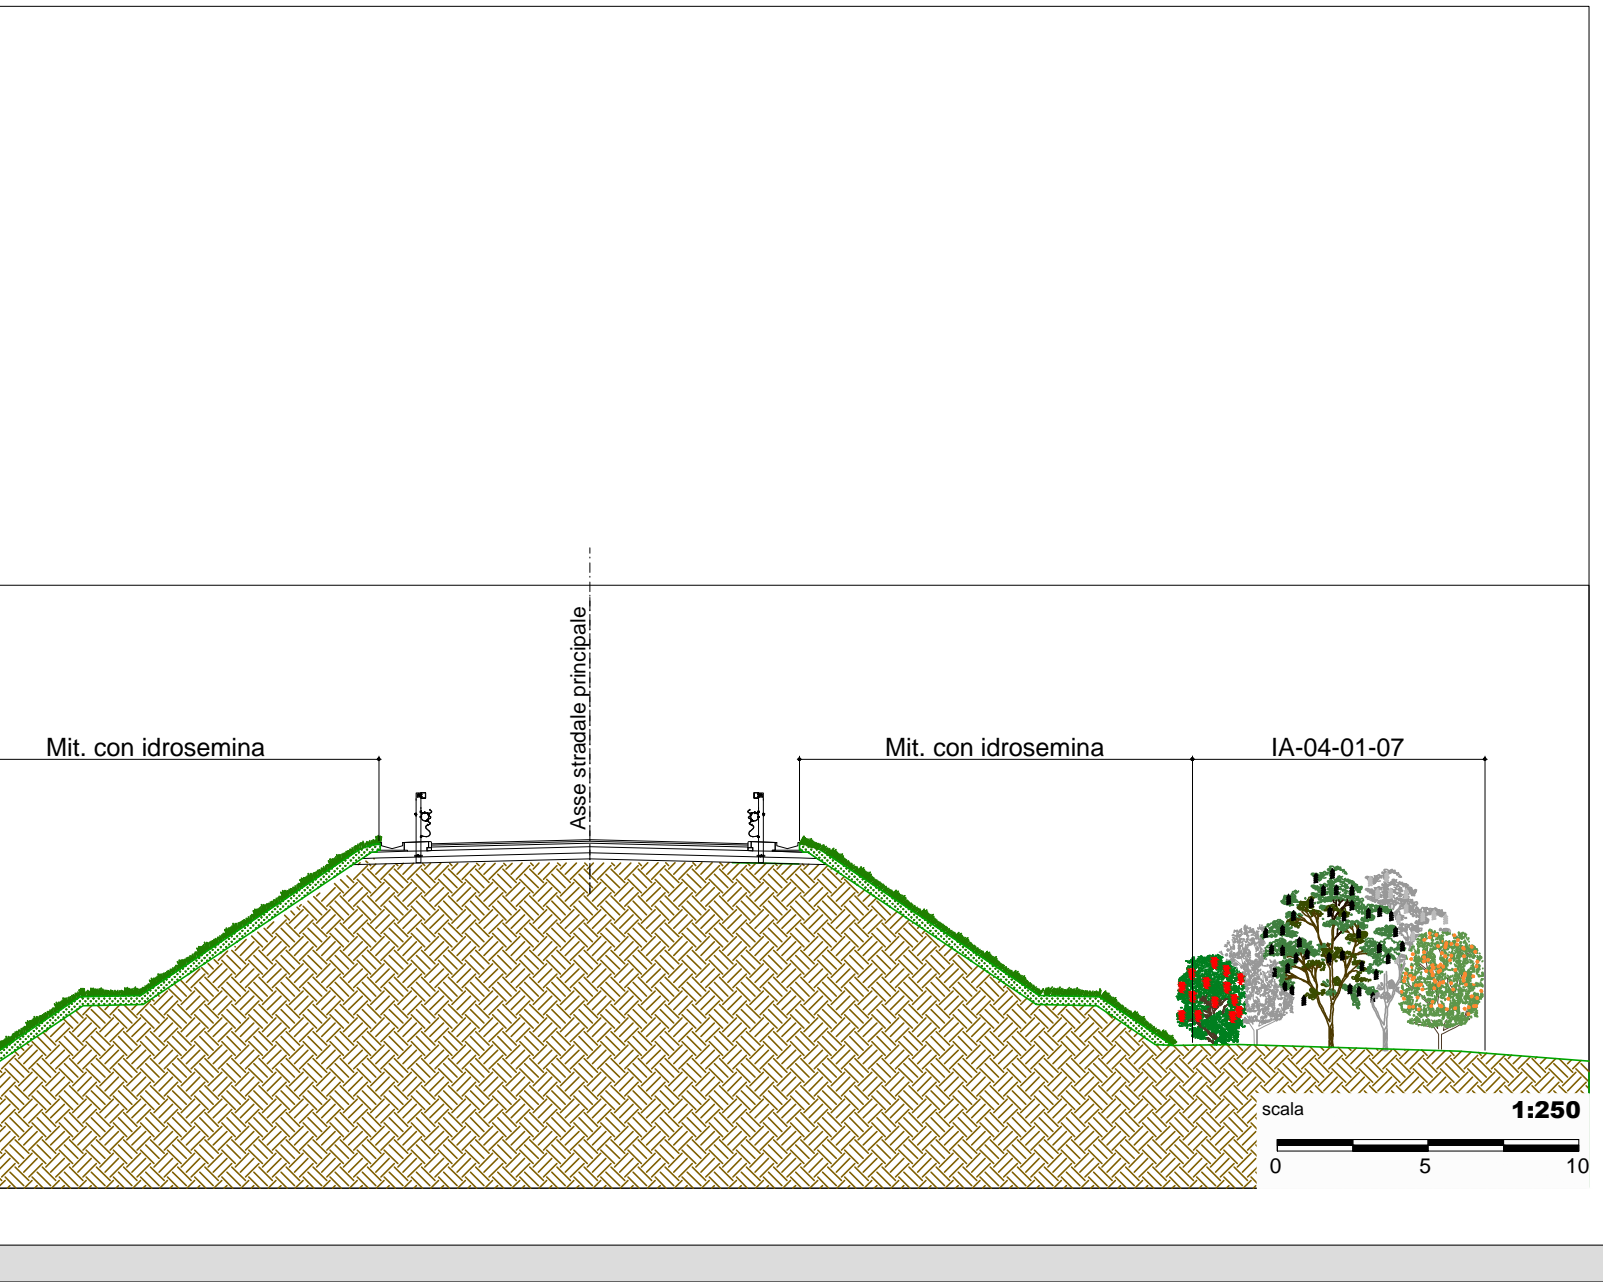 Asse stradale principale
Mit. con idrosemina
Mit. con idrosemina
IA-04-01-07
scala
1:250
0
5
10